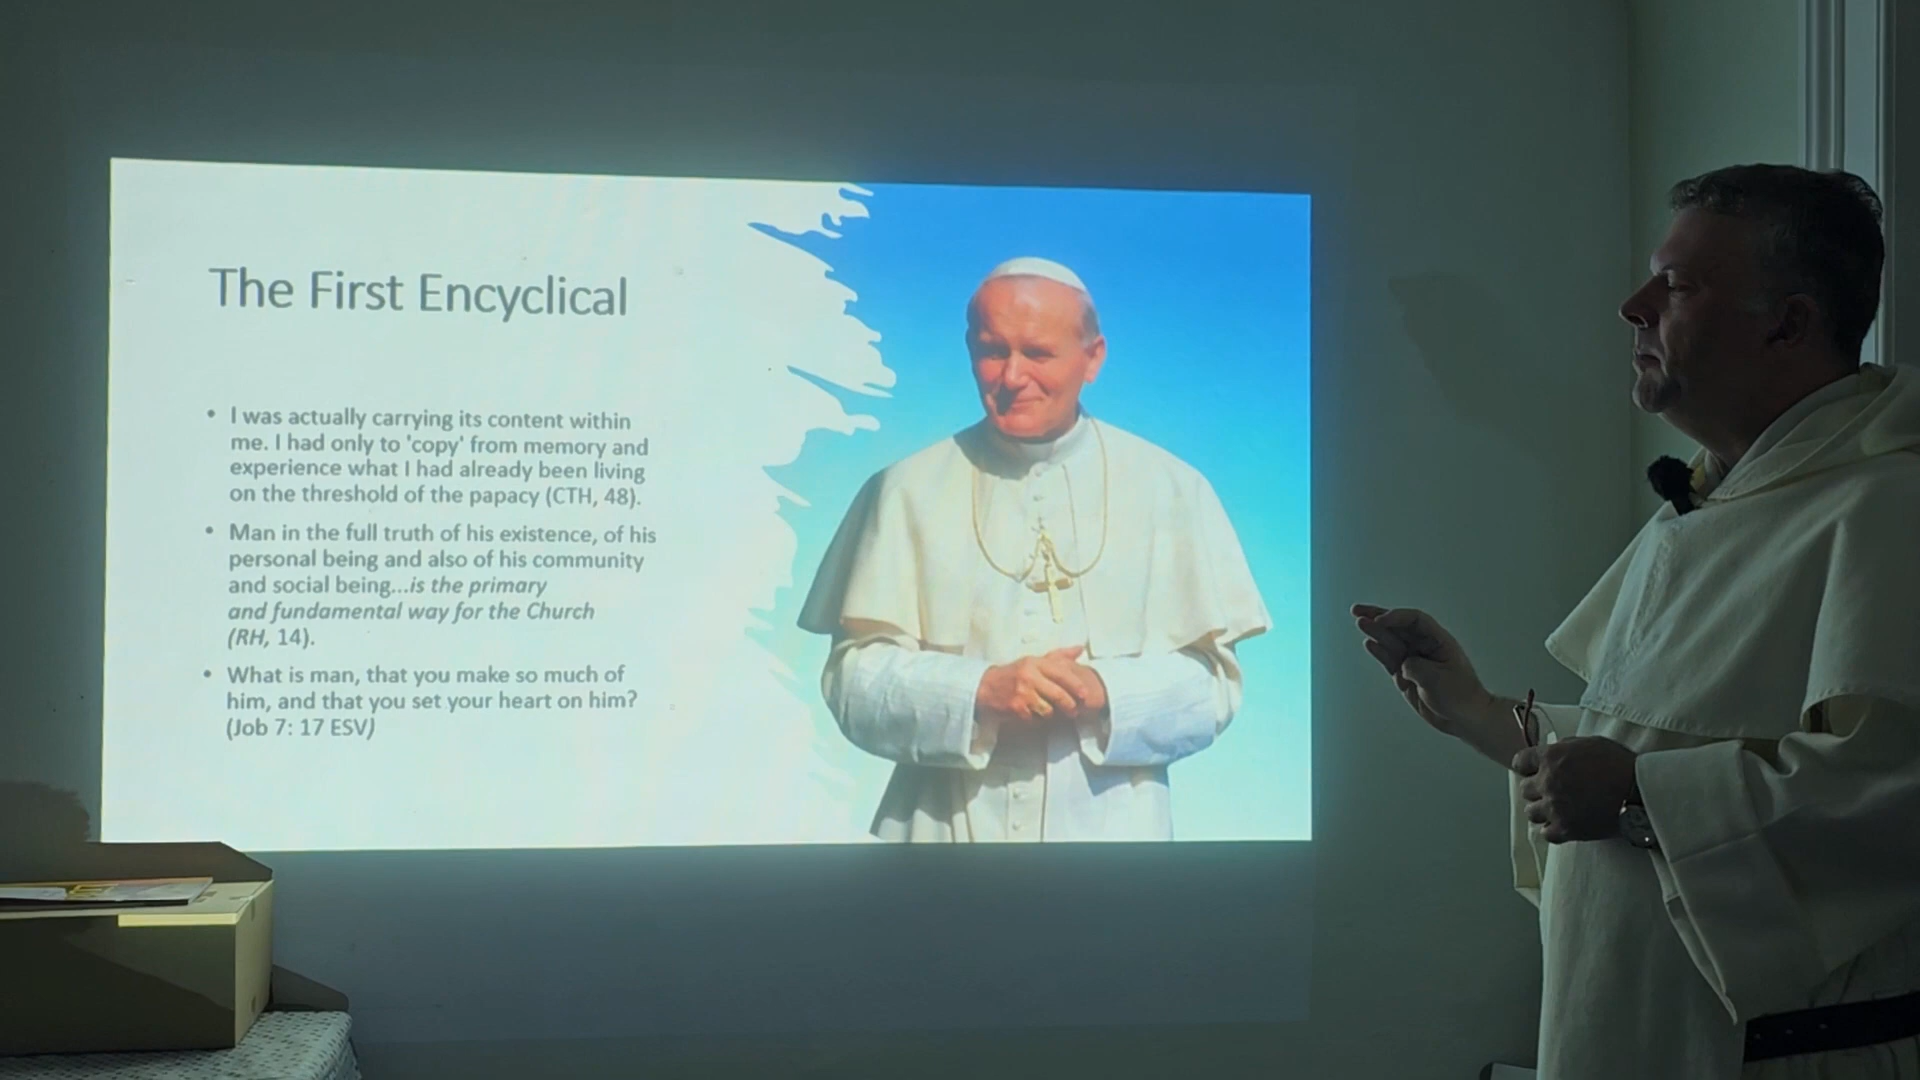 The First Encyclical
• I was actually carrying its content within
me. I had only to 'copy' from memory and
experience what I had already been living
on the threshold of the papacy (CTH, 48).
• Man in the full truth of his existence, of his
personal being and also of his community
and social being...is the primary
and fundamental way for the Church
(RH, 14).
• What is man, that you make so much of
him, and that you set your heart on him?
(Job 7: 17 ESV)